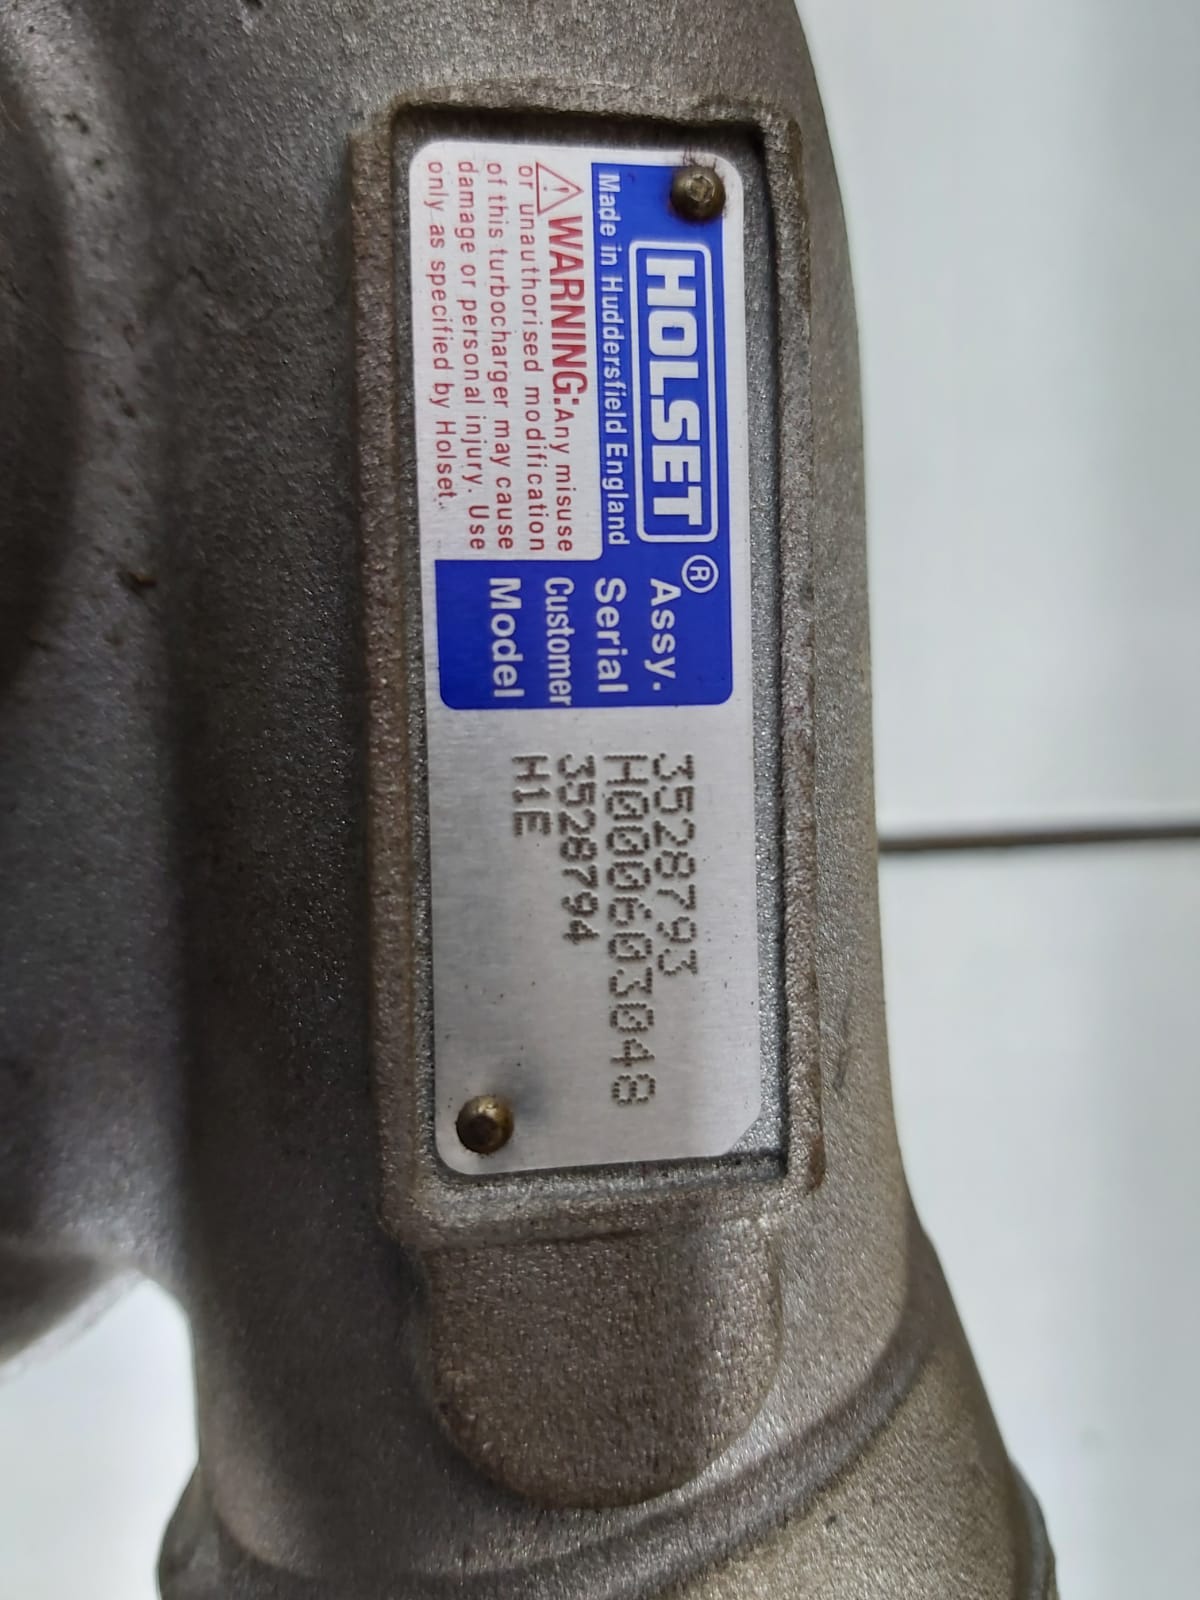 HOLSET®
Made in Huddersfield England
⚠WARNING: Any misuse
or unauthorised modification
of this turbocharger may cause
damage or personal injury. Use
only as specified by Holset.
Assy. 3528793
Serial H000603048
Customer 3528794
Model H1E